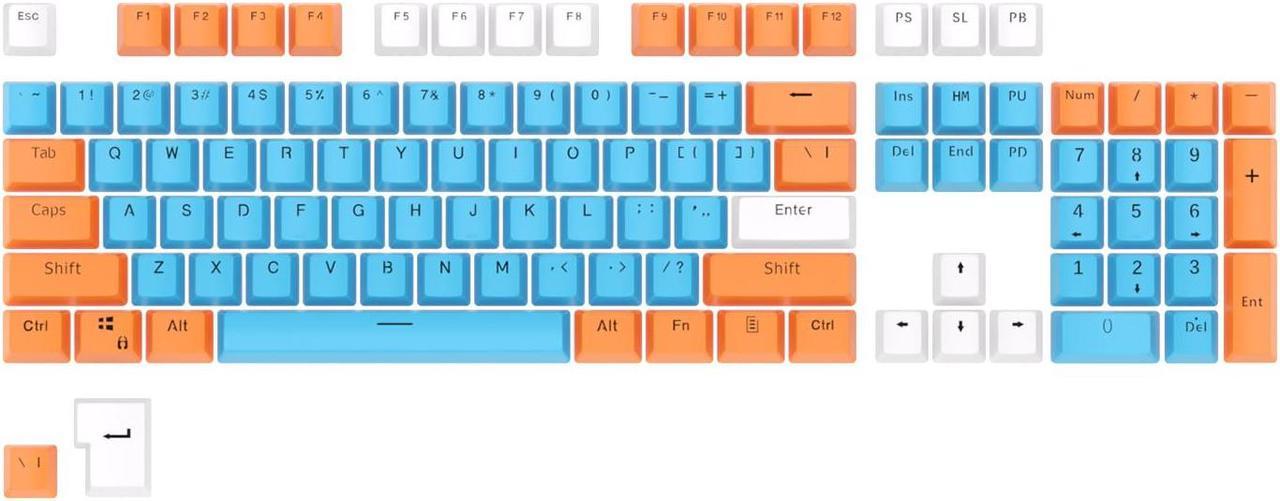 Esc F1 F2 F3 F4 F5 F6 F7 F8 F9 F10 F11 F12 PS SL PB
` ~ 1! 2@ 3# 4$ 5% 6^ 7& 8* 9( 0) -_ =+ ← Ins HM PU Num / * —
Tab Q W E R T Y U I O P [{ ]} \| Del End PD 7 8↑ 9 +
Caps A S D F G H J K L ;: '" Enter 4← 5 6→
Shift Z X C V B N M ,< .> /? Shift ↑ 1 2↓ 3 Ent
Ctrl Alt — Alt Fn Ctrl ← ↓ → 0 Del.
\|